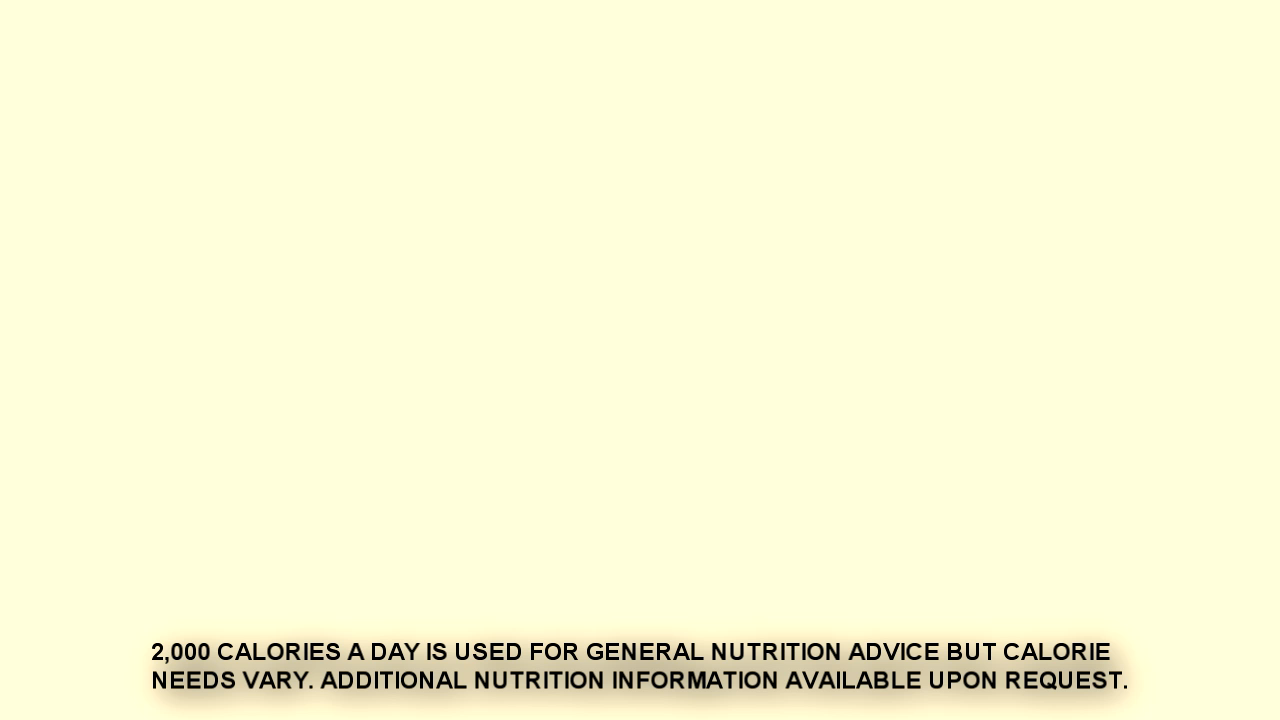 2,000 CALORIES A DAY IS USED FOR GENERAL NUTRITION ADVICE BUT CALORIE
NEEDS VARY. ADDITIONAL NUTRITION INFORMATION AVAILABLE UPON REQUEST.